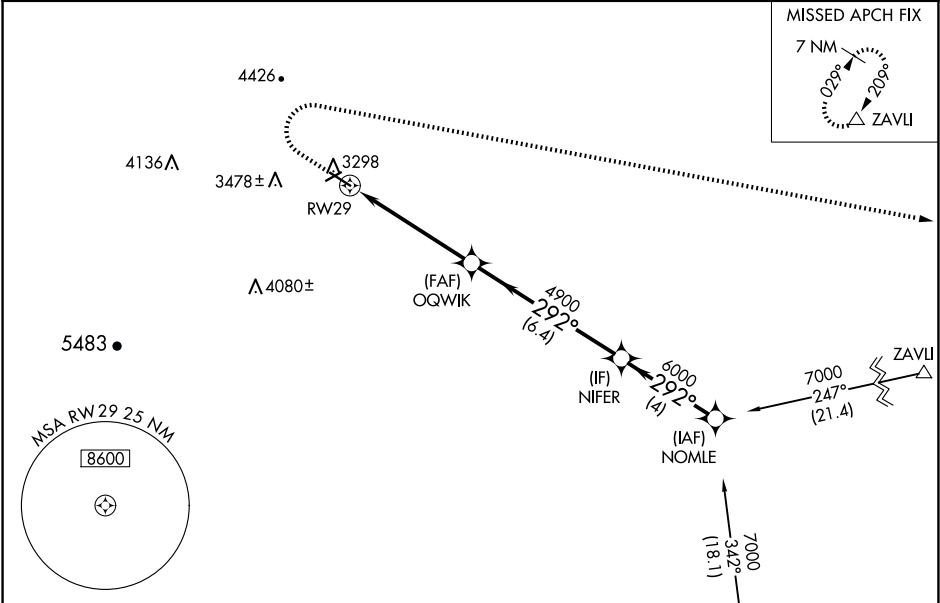 MISSED APCH FIX
7 NM
029°
209°
ZAVLI
4426
4136
3478±
3298
RW29
4080±
(FAF)
OQWIK
4900
292°
(6.4)
5483
(IF)
NIFER
6000
292°
(4)
ZAVLI
7000
247°
(21.4)
(IAF)
NOMLE
MSA RW29 25 NM
8600
7000
342°
(18.1)